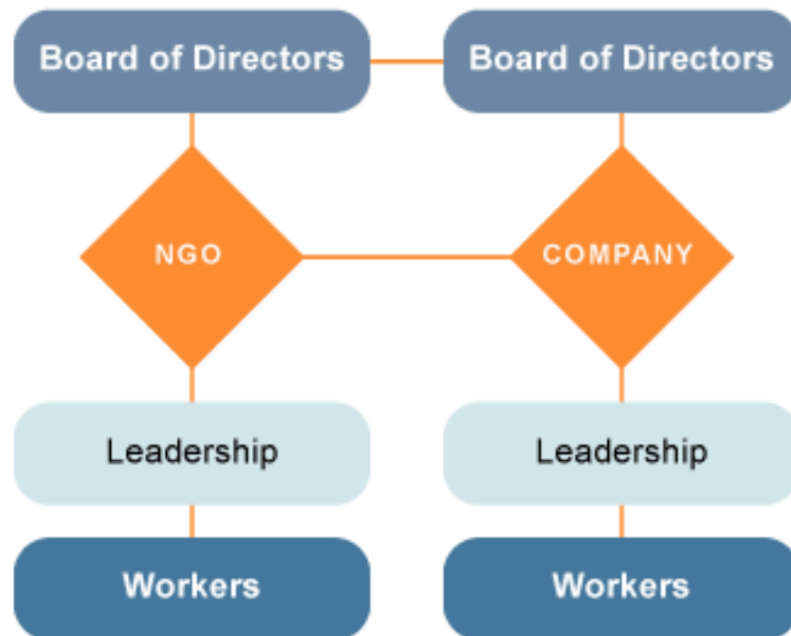 Board of Directors
Board of Directors
NGO
COMPANY
Leadership
Leadership
Workers
Workers